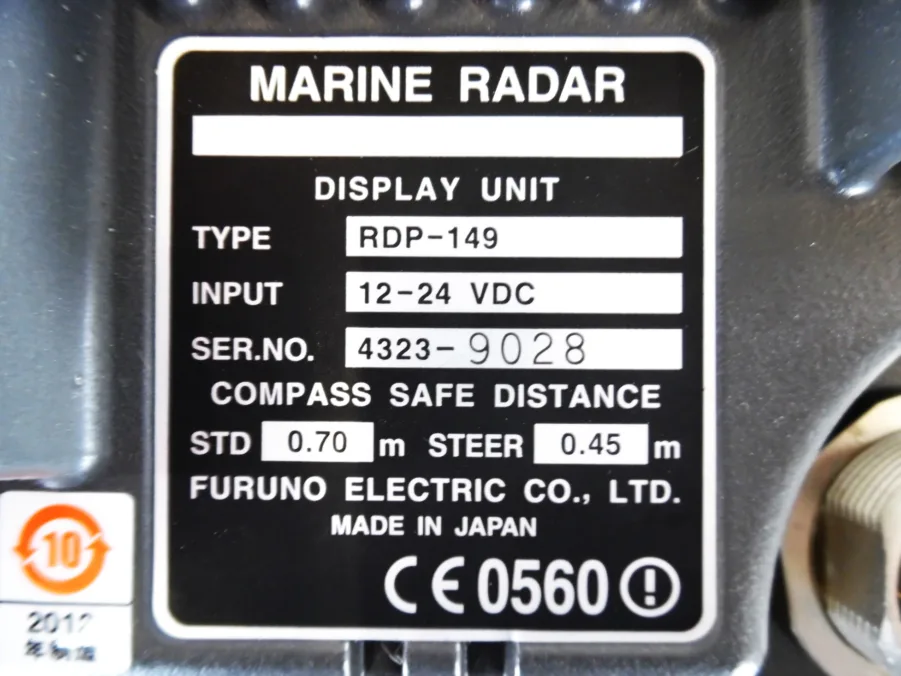 MARINE RADAR
DISPLAY UNIT
TYPE RDP-149
INPUT 12-24 VDC
SER.NO. 4323-9028
COMPASS SAFE DISTANCE
STD 0.70 m STEER 0.45 m
FURUNO ELECTRIC CO., LTD.
MADE IN JAPAN
CE 0560
10